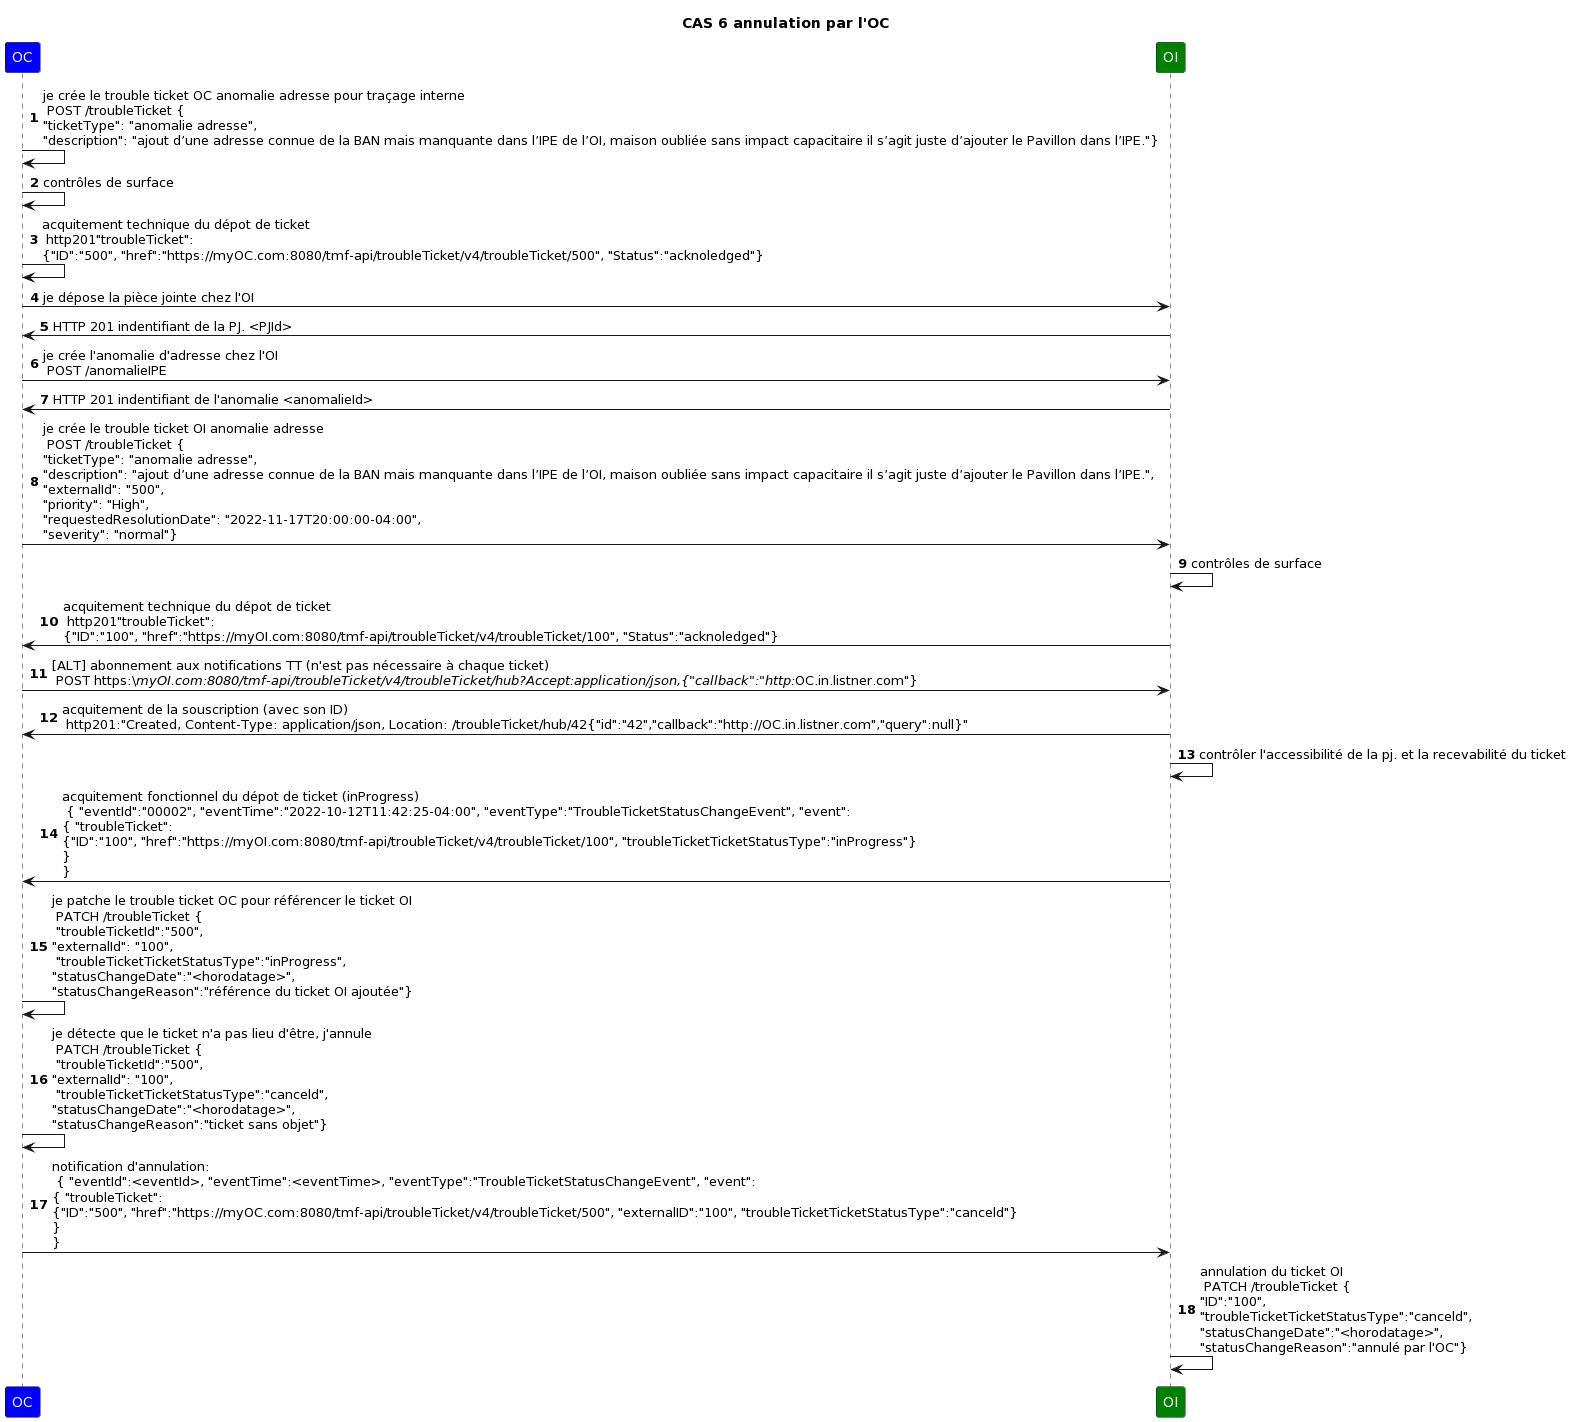 CAS 6 annulation par l'OC
OC
OI
je crée le trouble ticket OC anomalie adresse pour traçage interne
POST /troubleTicket {
1
"ticketType": "anomalie adresse",
"description": "ajout d’une adresse connue de la BAN mais manquante dans l’IPE de l’OI, maison oubliée sans impact capacitaire il s’agit juste d’ajouter le Pavillon dans l’IPE."}
2 contrôles de surface
acquitement technique du dépot de ticket
3 http201"troubleTicket":
{"ID":"500", "href":"https://myOC.com:8080/tmf-api/troubleTicket/v4/troubleTicket/500", "Status":"acknoledged"}
4 je dépose la pièce jointe chez l'OI
5 HTTP 201 indentifiant de la PJ. <PJId>
je crée l'anomalie d'adresse chez l'OI
6
POST /anomalieIPE
7 HTTP 201 indentifiant de l'anomalie <anomalieId>
je crée le trouble ticket OI anomalie adresse
POST /troubleTicket {
"ticketType": "anomalie adresse",
"description": "ajout d’une adresse connue de la BAN mais manquante dans l’IPE de l’OI, maison oubliée sans impact capacitaire il s’agit juste d’ajouter le Pavillon dans l’IPE.",
8
"externalId": "500",
"priority": "High",
"requestedResolutionDate": "2022-11-17T20:00:00-04:00",
"severity": "normal"}
9 contrôles de surface
acquitement technique du dépot de ticket
10 http201"troubleTicket":
{"ID":"100", "href":"https://myOI.com:8080/tmf-api/troubleTicket/v4/troubleTicket/100", "Status":"acknoledged"}
[ALT] abonnement aux notifications TT (n'est pas nécessaire à chaque ticket)
11
POST https:\myOI.com:8080/tmf-api/troubleTicket/v4/troubleTicket/hub?Accept:application/json,{"callback":"http:OC.in.listner.com"}
acquitement de la souscription (avec son ID)
12
http201:"Created, Content-Type: application/json, Location: /troubleTicket/hub/42{"id":"42","callback":"http://OC.in.listner.com","query":null}"
13 contrôler l'accessibilité de la pj. et la recevabilité du ticket
acquitement fonctionnel du dépot de ticket (inProgress)
{ "eventId":"00002", "eventTime":"2022-10-12T11:42:25-04:00", "eventType":"TroubleTicketStatusChangeEvent", "event":
{ "troubleTicket":
14
{"ID":"100", "href":"https://myOI.com:8080/tmf-api/troubleTicket/v4/troubleTicket/100", "troubleTicketTicketStatusType":"inProgress"}
}
}
je patche le trouble ticket OC pour référencer le ticket OI
PATCH /troubleTicket {
"troubleTicketId":"500",
15 "externalId": "100",
"troubleTicketTicketStatusType":"inProgress",
"statusChangeDate":"<horodatage>",
"statusChangeReason":"référence du ticket OI ajoutée"}
je détecte que le ticket n'a pas lieu d'être, j'annule
PATCH /troubleTicket {
"troubleTicketId":"500",
16 "externalId": "100",
"troubleTicketTicketStatusType":"canceld",
"statusChangeDate":"<horodatage>",
"statusChangeReason":"ticket sans objet"}
notification d'annulation:
{ "eventId":<eventId>, "eventTime":<eventTime>, "eventType":"TroubleTicketStatusChangeEvent", "event":
{ "troubleTicket":
17
{"ID":"500", "href":"https://myOC.com:8080/tmf-api/troubleTicket/v4/troubleTicket/500", "externalID":"100", "troubleTicketTicketStatusType":"canceld"}
}
}
annulation du ticket OI
PATCH /troubleTicket {
"ID":"100",
18
"troubleTicketTicketStatusType":"canceld",
"statusChangeDate":"<horodatage>",
"statusChangeReason":"annulé par l'OC"}
OC
OI